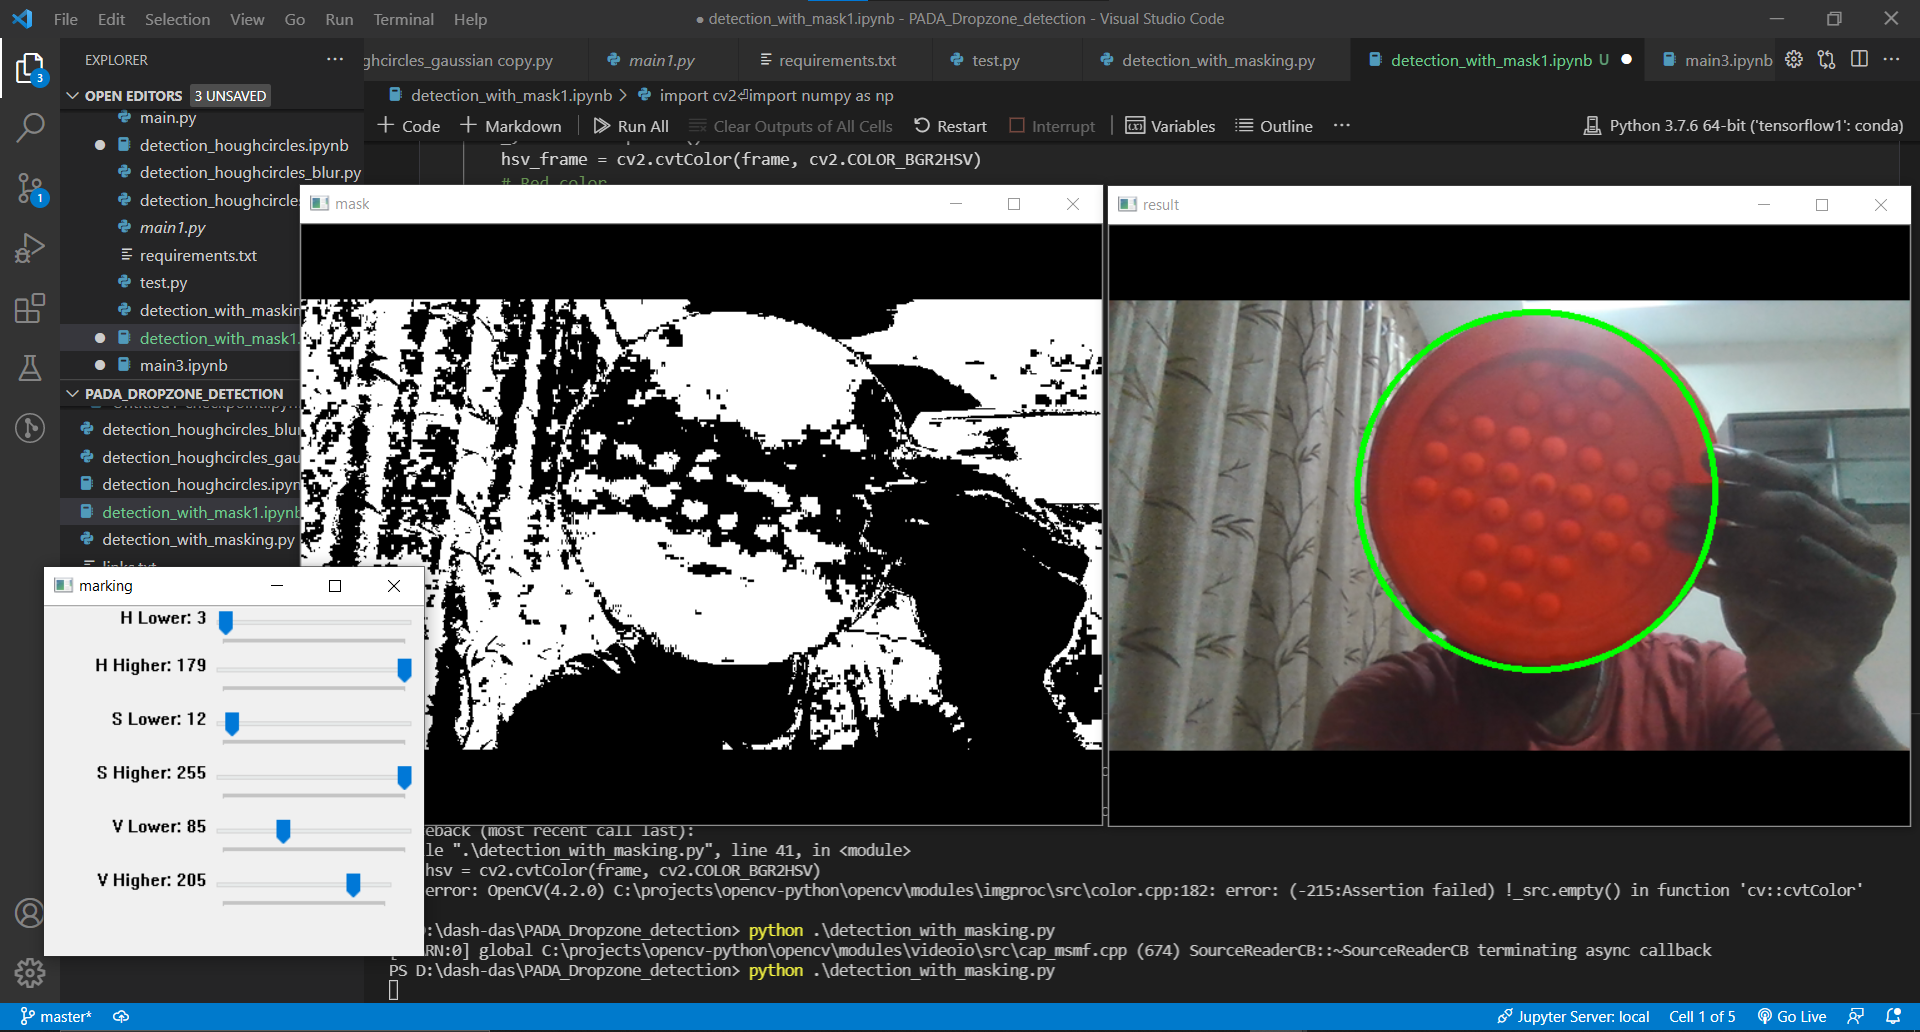 File Edit Selection View Go Run Terminal Help
● detection_with_mask1.ipynb - PADA_Dropzone_detection - Visual Studio Code
EXPLORER
OPEN EDITORS 3 UNSAVED
main.py
detection_houghcircles.ipynb
detection_houghcircles_blur.py
detection_houghcircles
main1.py
requirements.txt
test.py
detection_with_maskin
detection_with_mask1.
main3.ipynb
PADA_DROPZONE_DETECTION
detection_houghcircles_blur
detection_houghcircles_gau
detection_houghcircles.ipyn
detection_with_mask1.ipynb
detection_with_masking.py
3
1
ghcircles_gaussian copy.py main1.py requirements.txt test.py detection_with_masking.py detection_with_mask1.ipynb U main3.ipynb
detection_with_mask1.ipynb > import cv2⏎import numpy as np
Code Markdown Run All Clear Outputs of All Cells Restart Interrupt Variables Outline Python 3.7.6 64-bit ('tensorflow1': conda)
hsv_frame = cv2.cvtColor(frame, cv2.COLOR_BGR2HSV)
# Red color
mask
result
marking
H Lower: 3
H Higher: 179
S Lower: 12
S Higher: 255
V Lower: 85
V Higher: 205
eback (most recent call last):
le ".\detection_with_masking.py", line 41, in <module>
hsv = cv2.cvtColor(frame, cv2.COLOR_BGR2HSV)
error: OpenCV(4.2.0) C:\projects\opencv-python\opencv\modules\imgproc\src\color.cpp:182: error: (-215:Assertion failed) !_src.empty() in function 'cv::cvtColor'
:\dash-das\PADA_Dropzone_detection> python .\detection_with_masking.py
RN:0] global C:\projects\opencv-python\opencv\modules\videoio\src\cap_msmf.cpp (674) SourceReaderCB::~SourceReaderCB terminating async callback
PS D:\dash-das\PADA_Dropzone_detection> python .\detection_with_masking.py
master* Jupyter Server: local Cell 1 of 5 Go Live